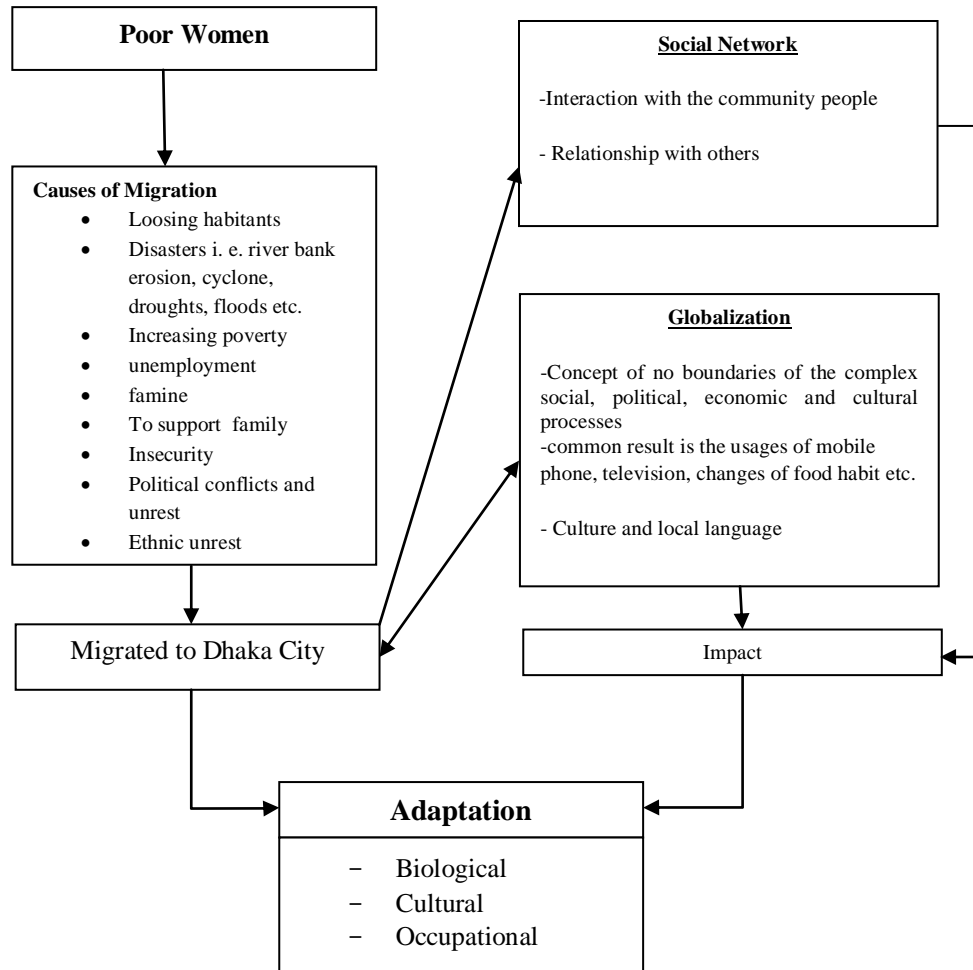 Poor Women
Causes of Migration
• Loosing habitants
• Disasters i. e. river bank
erosion, cyclone,
droughts, floods etc.
• Increasing poverty
• unemployment
• famine
• To support family
• Insecurity
• Political conflicts and
unrest
• Ethnic unrest
Migrated to Dhaka City
Social Network
-Interaction with the community people
- Relationship with others
Globalization
-Concept of no boundaries of the complex
social, political, economic and cultural
processes
-common result is the usages of mobile
phone, television, changes of food habit etc.
- Culture and local language
Impact
Adaptation
- Biological
- Cultural
- Occupational